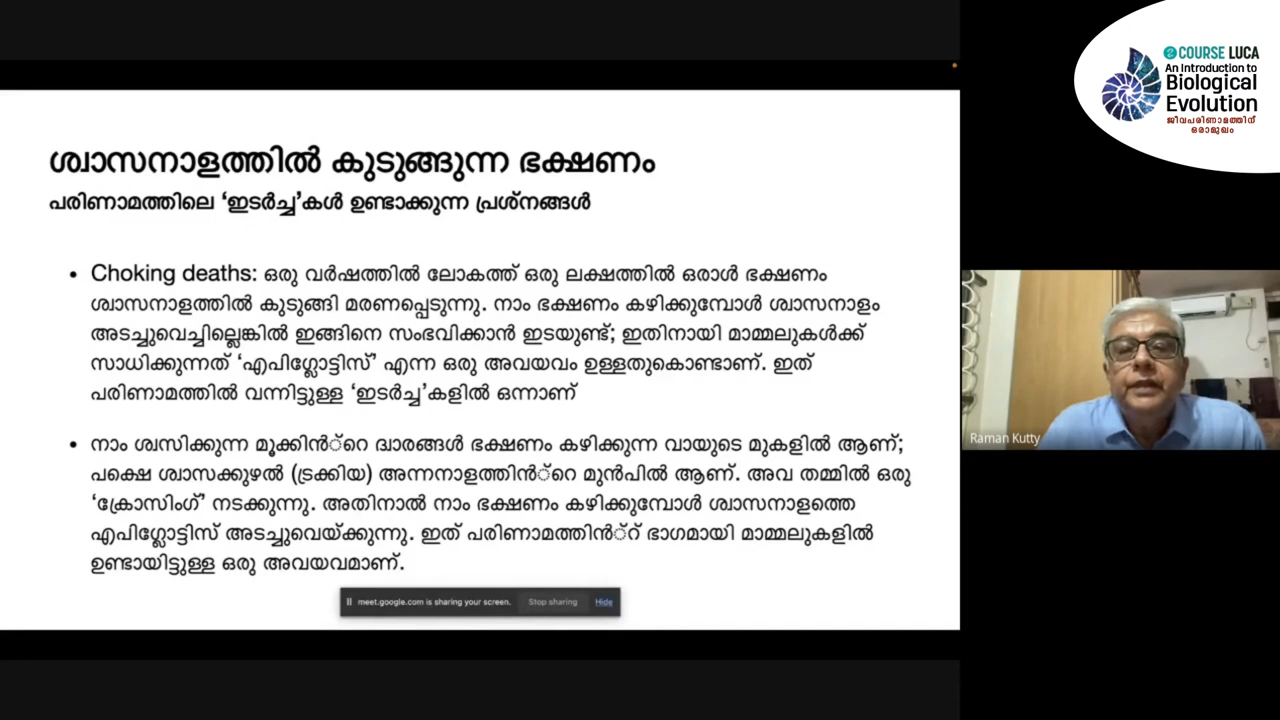 COURSE LUCA
An Introduction to
Biological
Evolution
ജീവപരിണാമത്തിന്
ഒരാമുഖം
ശ്വാസനാളത്തിൽ കുടുങ്ങുന്ന ഭക്ഷണം
പരിണാമത്തിലെ ‘ഇടർച്ച’കൾ ഉണ്ടാക്കുന്ന പ്രശ്നങ്ങൾ
• Choking deaths: ഒരു വർഷത്തിൽ ലോകത്ത് ഒരു ലക്ഷത്തിൽ ഒരാൾ ഭക്ഷണം
ശ്വാസനാളത്തിൽ കുടുങ്ങി മരണപ്പെടുന്നു. നാം ഭക്ഷണം കഴിക്കുമ്പോൾ ശ്വാസനാളം
അടച്ചുവെച്ചില്ലെങ്കിൽ ഇങ്ങിനെ സംഭവിക്കാൻ ഇടയുണ്ട്; ഇതിനായി മാമ്മലുകൾക്ക്
സാധിക്കുന്നത് ‘എപിഗ്ലോട്ടിസ്’ എന്ന ഒരു അവയവം ഉള്ളതുകൊണ്ടാണ്. ഇത്
പരിണാമത്തിൽ വന്നിട്ടുള്ള ‘ഇടർച്ച’കളിൽ ഒന്നാണ്
• നാം ശ്വസിക്കുന്ന മൂക്കിൻ്റെ ദ്വാരങ്ങൾ ഭക്ഷണം കഴിക്കുന്ന വായുടെ മുകളിൽ ആണ്;
പക്ഷെ ശ്വാസക്കുഴൽ (ട്രക്കിയ) അന്നനാളത്തിൻ്റെ മുൻപിൽ ആണ്. അവ തമ്മിൽ ഒരു
‘ക്രോസിംഗ്’ നടക്കുന്നു. അതിനാൽ നാം ഭക്ഷണം കഴിക്കുമ്പോൾ ശ്വാസനാളത്തെ
എപിഗ്ലോട്ടിസ് അടച്ചുവെയ്ക്കുന്നു. ഇത് പരിണാമത്തിൻ്റ് ഭാഗമായി മാമ്മലുകളിൽ
ഉണ്ടായിട്ടുള്ള ഒരു അവയവമാണ്.
meet.google.com is sharing your screen. Stop sharing Hide
Raman Kutty